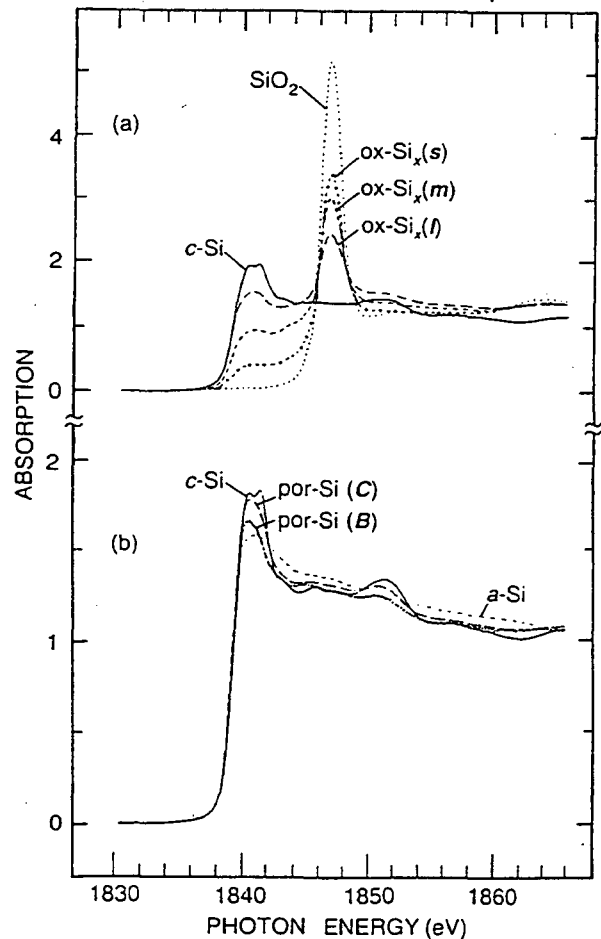 (a)
SiO2
ox-Six(s)
ox-Six(m)
ox-Six(l)
c-Si
4
2
0
ABSORPTION
(b)
c-Si
por-Si (C)
por-Si (B)
a-Si
2
1
0
1830 1840 1850 1860
PHOTON ENERGY (eV)